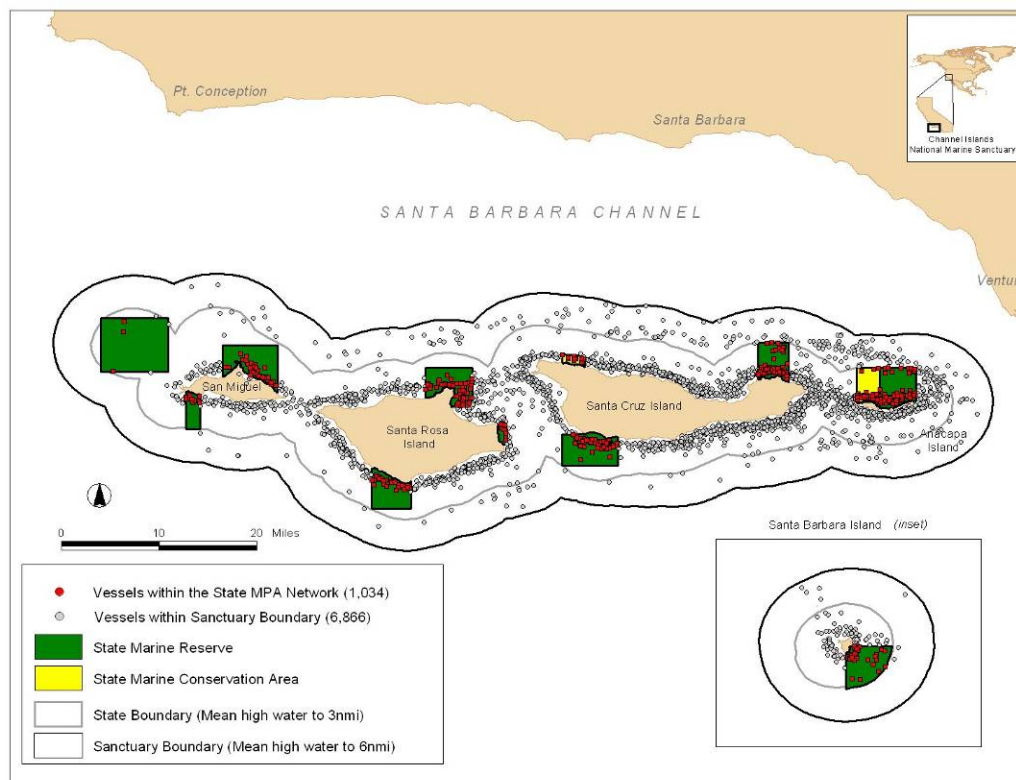 Pt. Conception
Santa Barbara
Channel Islands
National Marine Sanctuary
SANTA BARBARA CHANNEL
Ventur
San Miguel
Santa Cruz Island
Santa Rosa
Island
Anacapa
Island
0 10 20 Miles
Santa Barbara Island (inset)
Vessels within the State MPA Network (1,034)
Vessels within Sanctuary Boundary (6,866)
State Marine Reserve
State Marine Conservation Area
State Boundary (Mean high water to 3nmi)
Sanctuary Boundary (Mean high water to 6nmi)